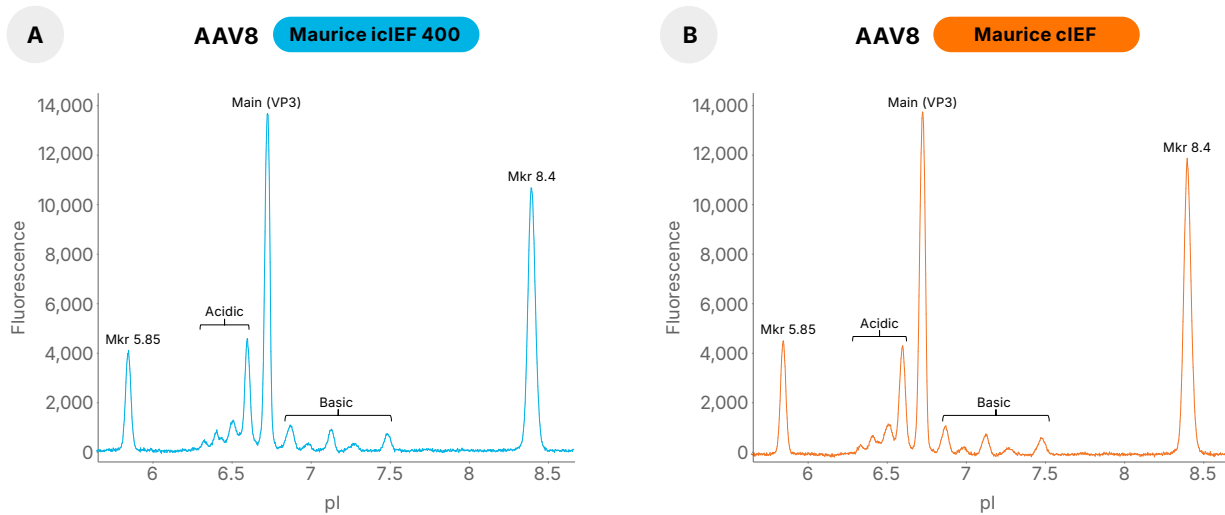 A
AAV8
Maurice icIEF 400
Main (VP3)
14,000
12,000
10,000
8,000
6,000
4,000
2,000
0
Fluorescence
Mkr 8.4
Acidic
Mkr 5.85
Basic
6
6.5
7
7.5
8
8.5
pI
B
AAV8
Maurice cIEF
Main (VP3)
14,000
12,000
10,000
8,000
6,000
4,000
2,000
0
Fluorescence
Mkr 8.4
Acidic
Mkr 5.85
Basic
6
6.5
7
7.5
8
8.5
pI